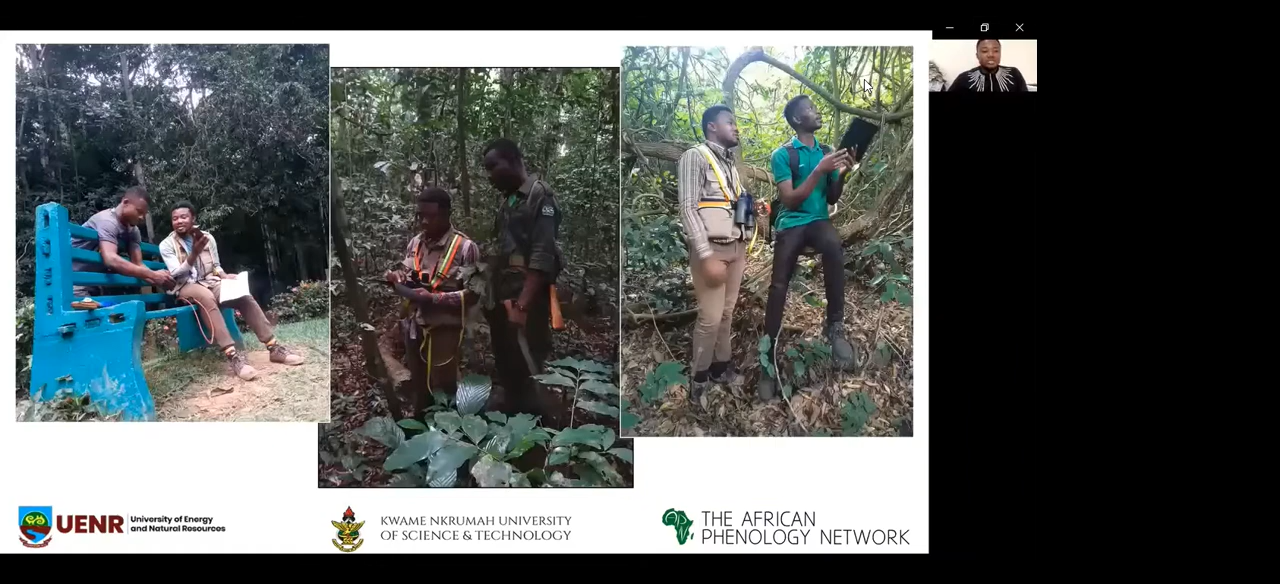 UENR
University of Energy
and Natural Resources
KWAME NKRUMAH UNIVERSITY
OF SCIENCE & TECHNOLOGY
THE AFRICAN
PHENOLOGY NETWORK